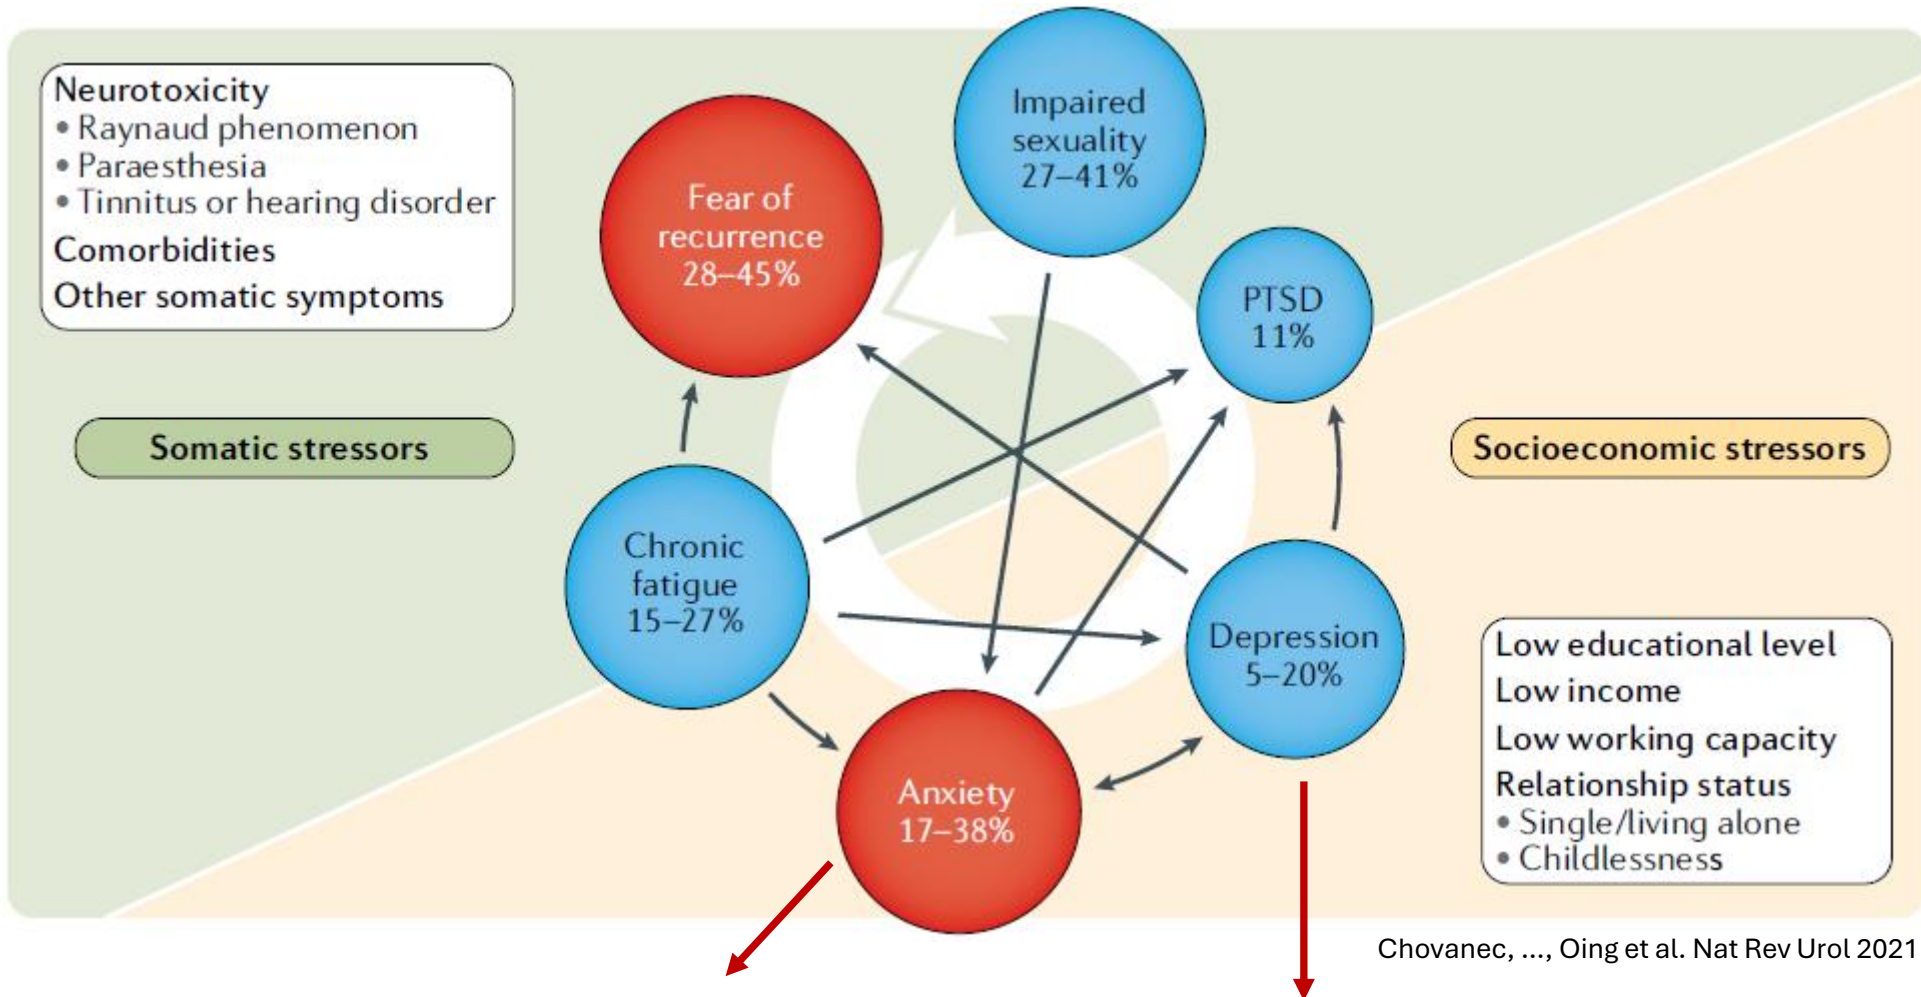 Neurotoxicity
• Raynaud phenomenon
• Paraesthesia
• Tinnitus or hearing disorder
Comorbidities
Other somatic symptoms
Somatic stressors
Fear of
recurrence
28–45%
Impaired
sexuality
27–41%
PTSD
11%
Chronic
fatigue
15–27%
Depression
5–20%
Anxiety
17–38%
Socioeconomic stressors
Low educational level
Low income
Low working capacity
Relationship status
• Single/living alone
• Childlessness
Chovanec, ..., Oing et al. Nat Rev Urol 2021